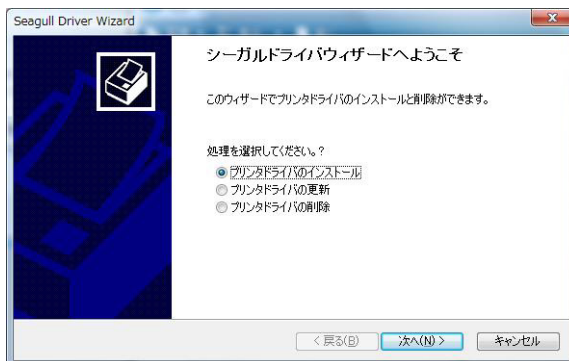 Seagull Driver Wizard
シーガルドライバウィザードへようこそ
このウィザードでプリンタドライバのインストールと削除ができます。
処理を選択してください。?
プリンタドライバのインストール
プリンタドライバの更新
プリンタドライバの削除
< 戻る(B)
次へ(N) >
キャンセル